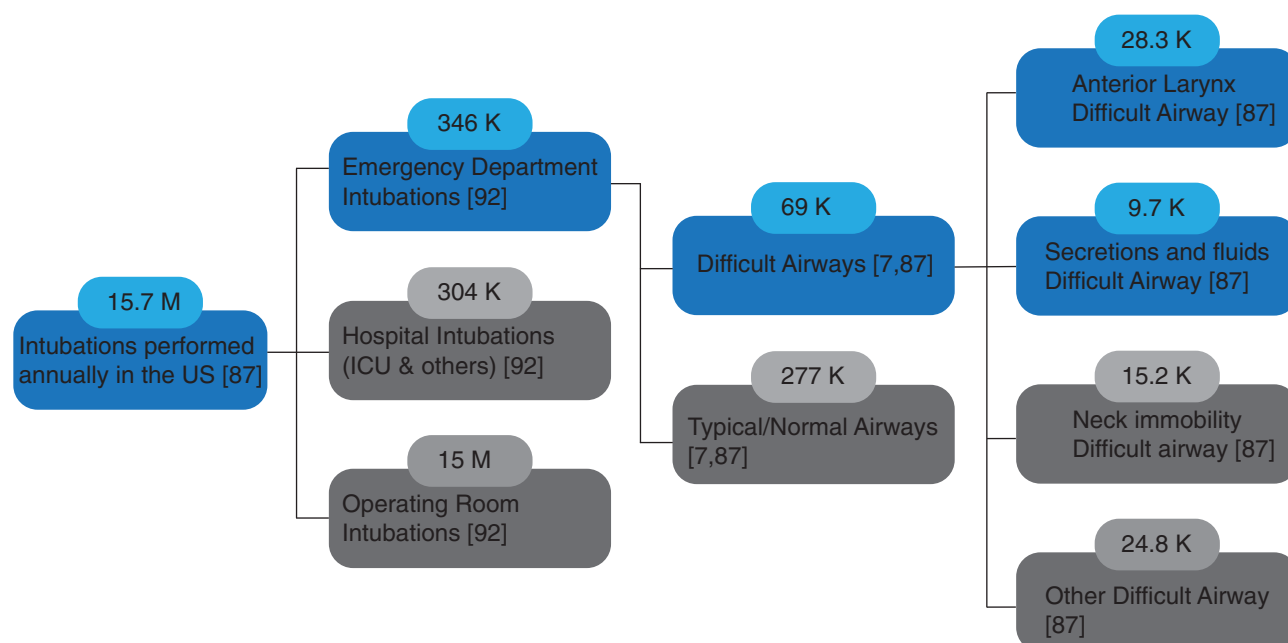 15.7 M
Intubations performed
annually in the US [87]
346 K
Emergency Department
Intubations [92]
304 K
Hospital Intubations
(ICU & others) [92]
15 M
Operating Room
Intubations [92]
69 K
Difficult Airways [7,87]
277 K
Typical/Normal Airways
[7,87]
28.3 K
Anterior Larynx
Difficult Airway [87]
9.7 K
Secretions and fluids
Difficult Airway [87]
15.2 K
Neck immobility
Difficult airway [87]
24.8 K
Other Difficult Airway
[87]